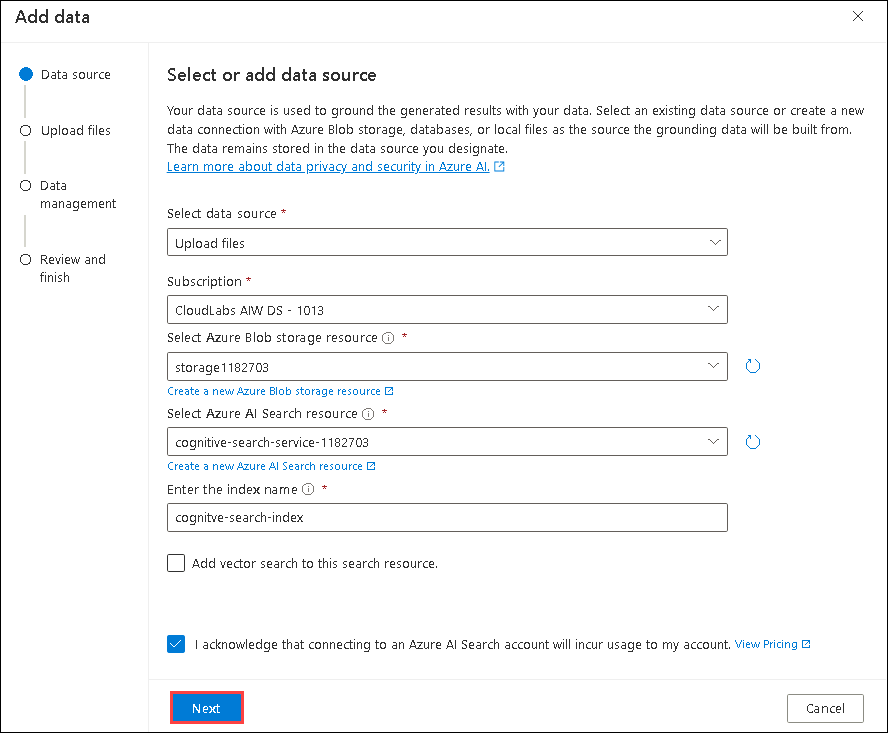 Add data
Data source
Upload files
Data
management
Review and
finish
Select or add data source
Your data source is used to ground the generated results with your data. Select an existing data source or create a new
data connection with Azure Blob storage, databases, or local files as the source the grounding data will be built from.
The data remains stored in the data source you designate.
Learn more about data privacy and security in Azure AI.
Select data source *
Upload files
Subscription *
CloudLabs AIW DS - 1013
Select Azure Blob storage resource *
storage1182703
Create a new Azure Blob storage resource
Select Azure AI Search resource *
cognitive-search-service-1182703
Create a new Azure AI Search resource
Enter the index name *
cognitve-search-index
Add vector search to this search resource.
I acknowledge that connecting to an Azure AI Search account will incur usage to my account. View Pricing
Next
Cancel